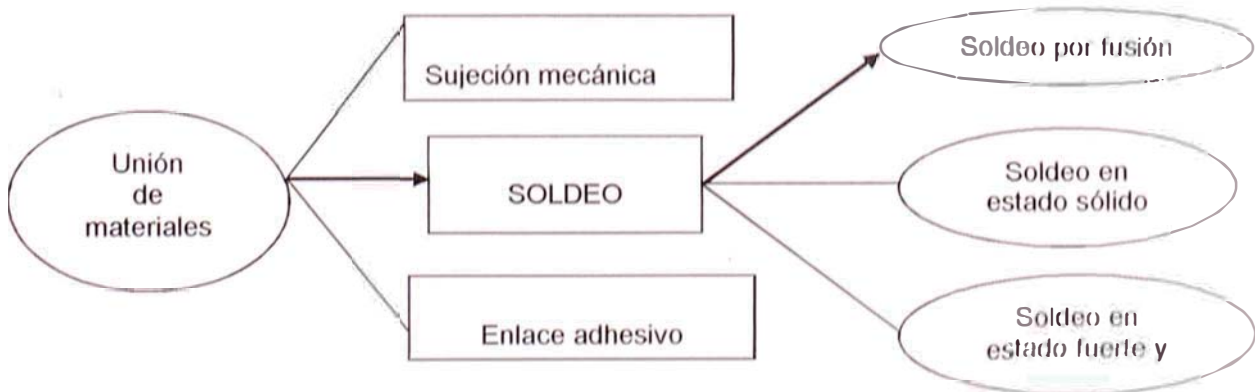 Unión
de
materiales
Sujeción mecánica
SOLDEO
Enlace adhesivo
Soldeo por fusión
Soldeo en
estado sólido
Soldeo en
estado fuerte y